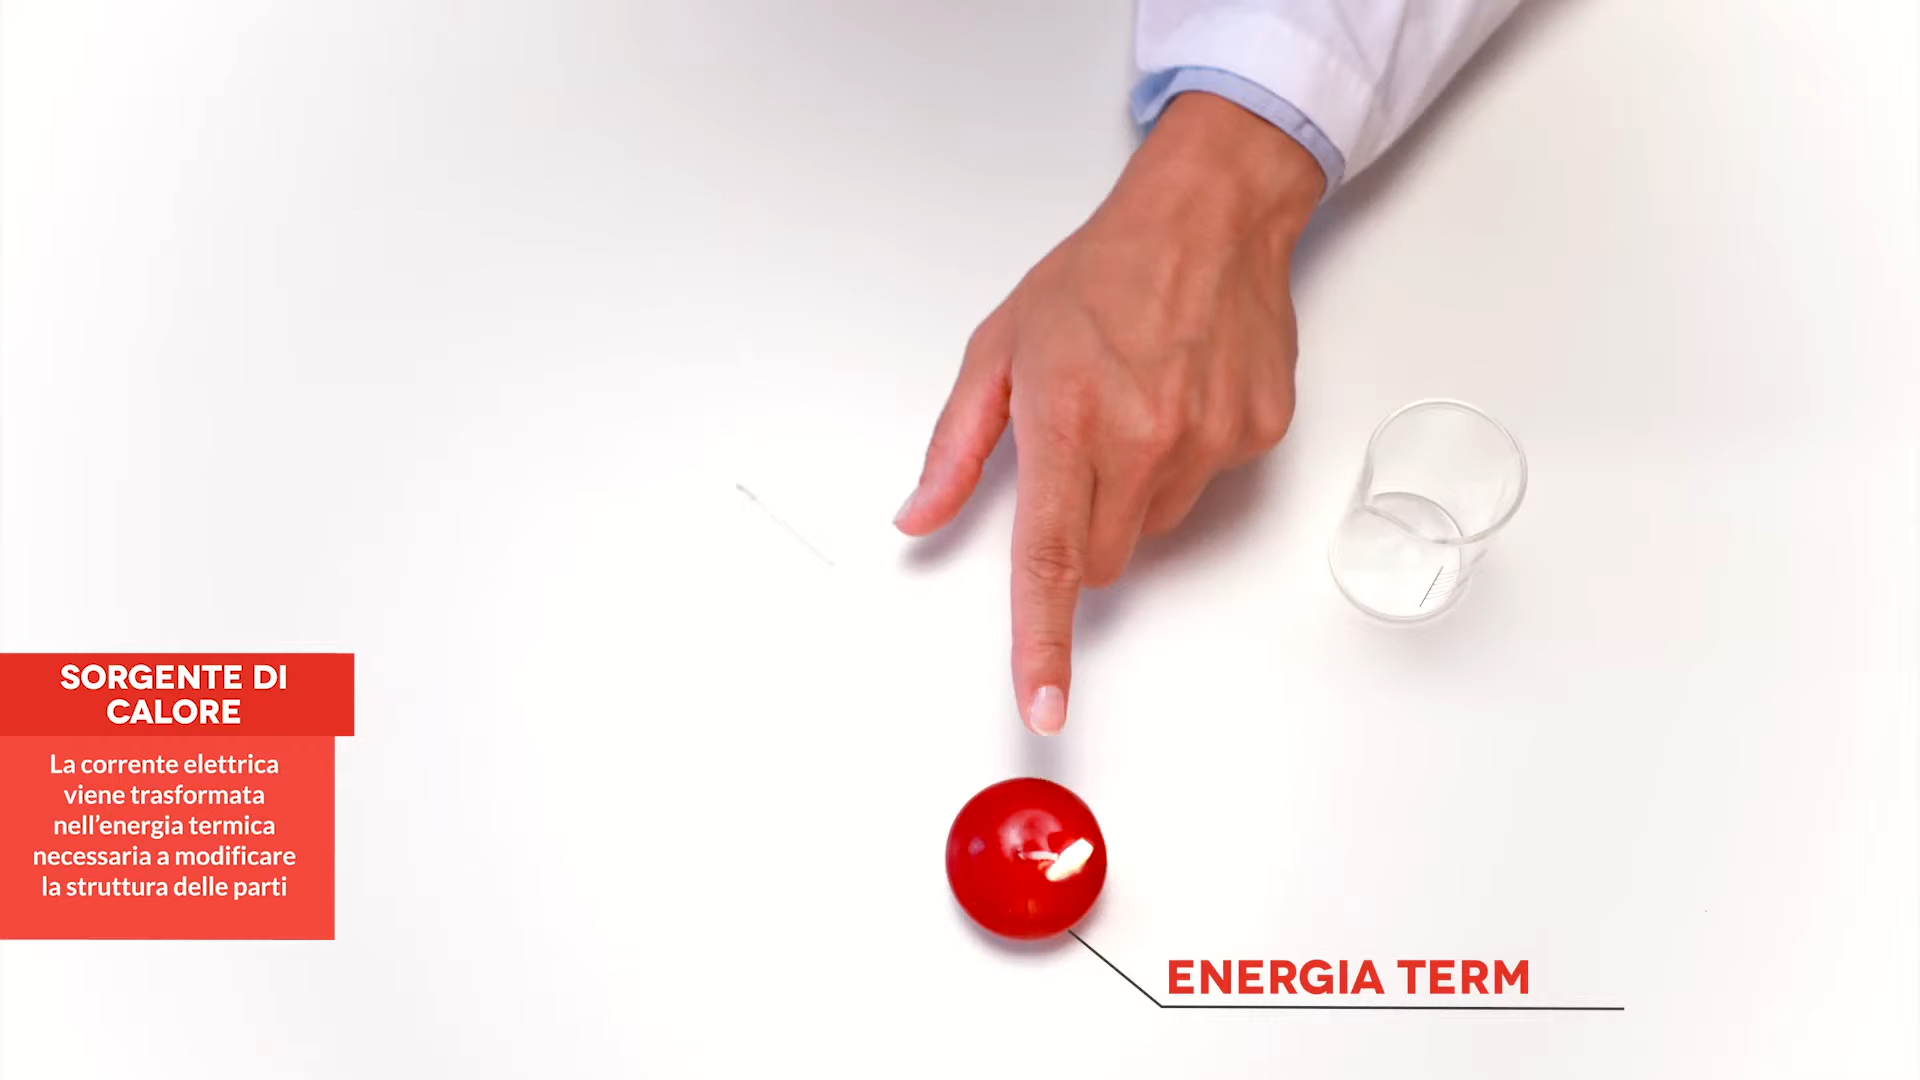 SORGENTE DI
CALORE
La corrente elettrica
viene trasformata
nell’energia termica
necessaria a modificare
la struttura delle parti
ENERGIA TERM